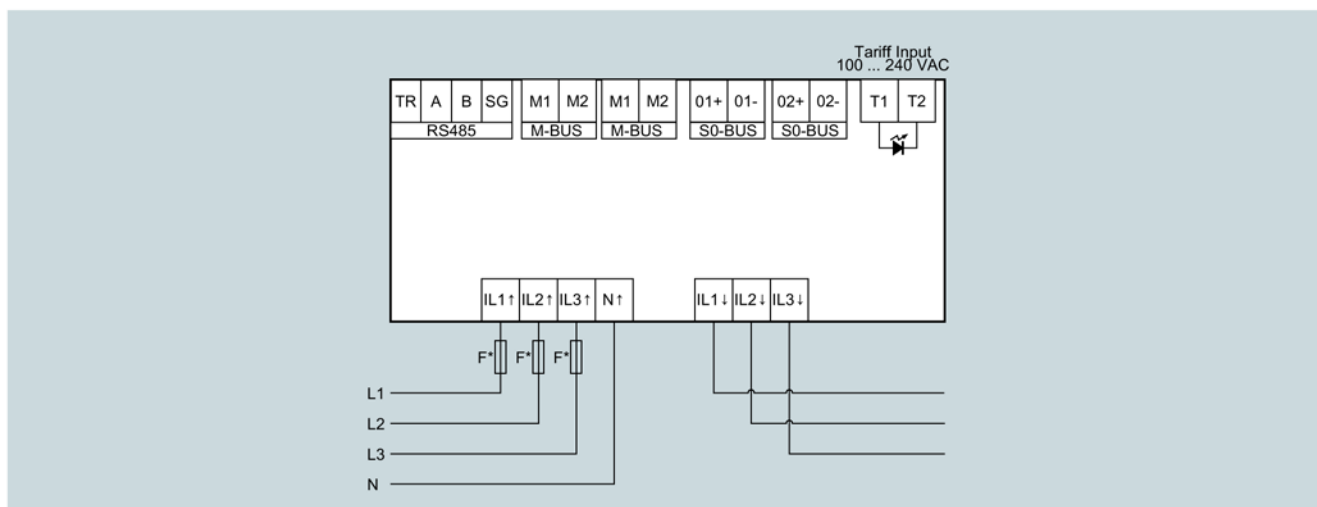 Tariff Input
100 ... 240 VAC
TR A B SG M1 M2 M1 M2 01+ 01- 02+ 02- T1 T2
RS485 M-BUS M-BUS S0-BUS S0-BUS
IL1↑ IL2↑ IL3↑ N↑ IL1↓ IL2↓ IL3↓
F* F* F*
L1
L2
L3
N